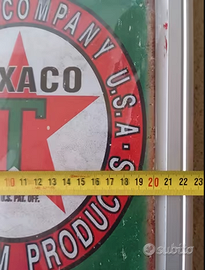 COMPANY U.S.A. S
XACO
T
10 11 12 13 14 15 16 17 18 19 20 21 22 23
U.S. PAT. OFF.
M PRODUC
subito